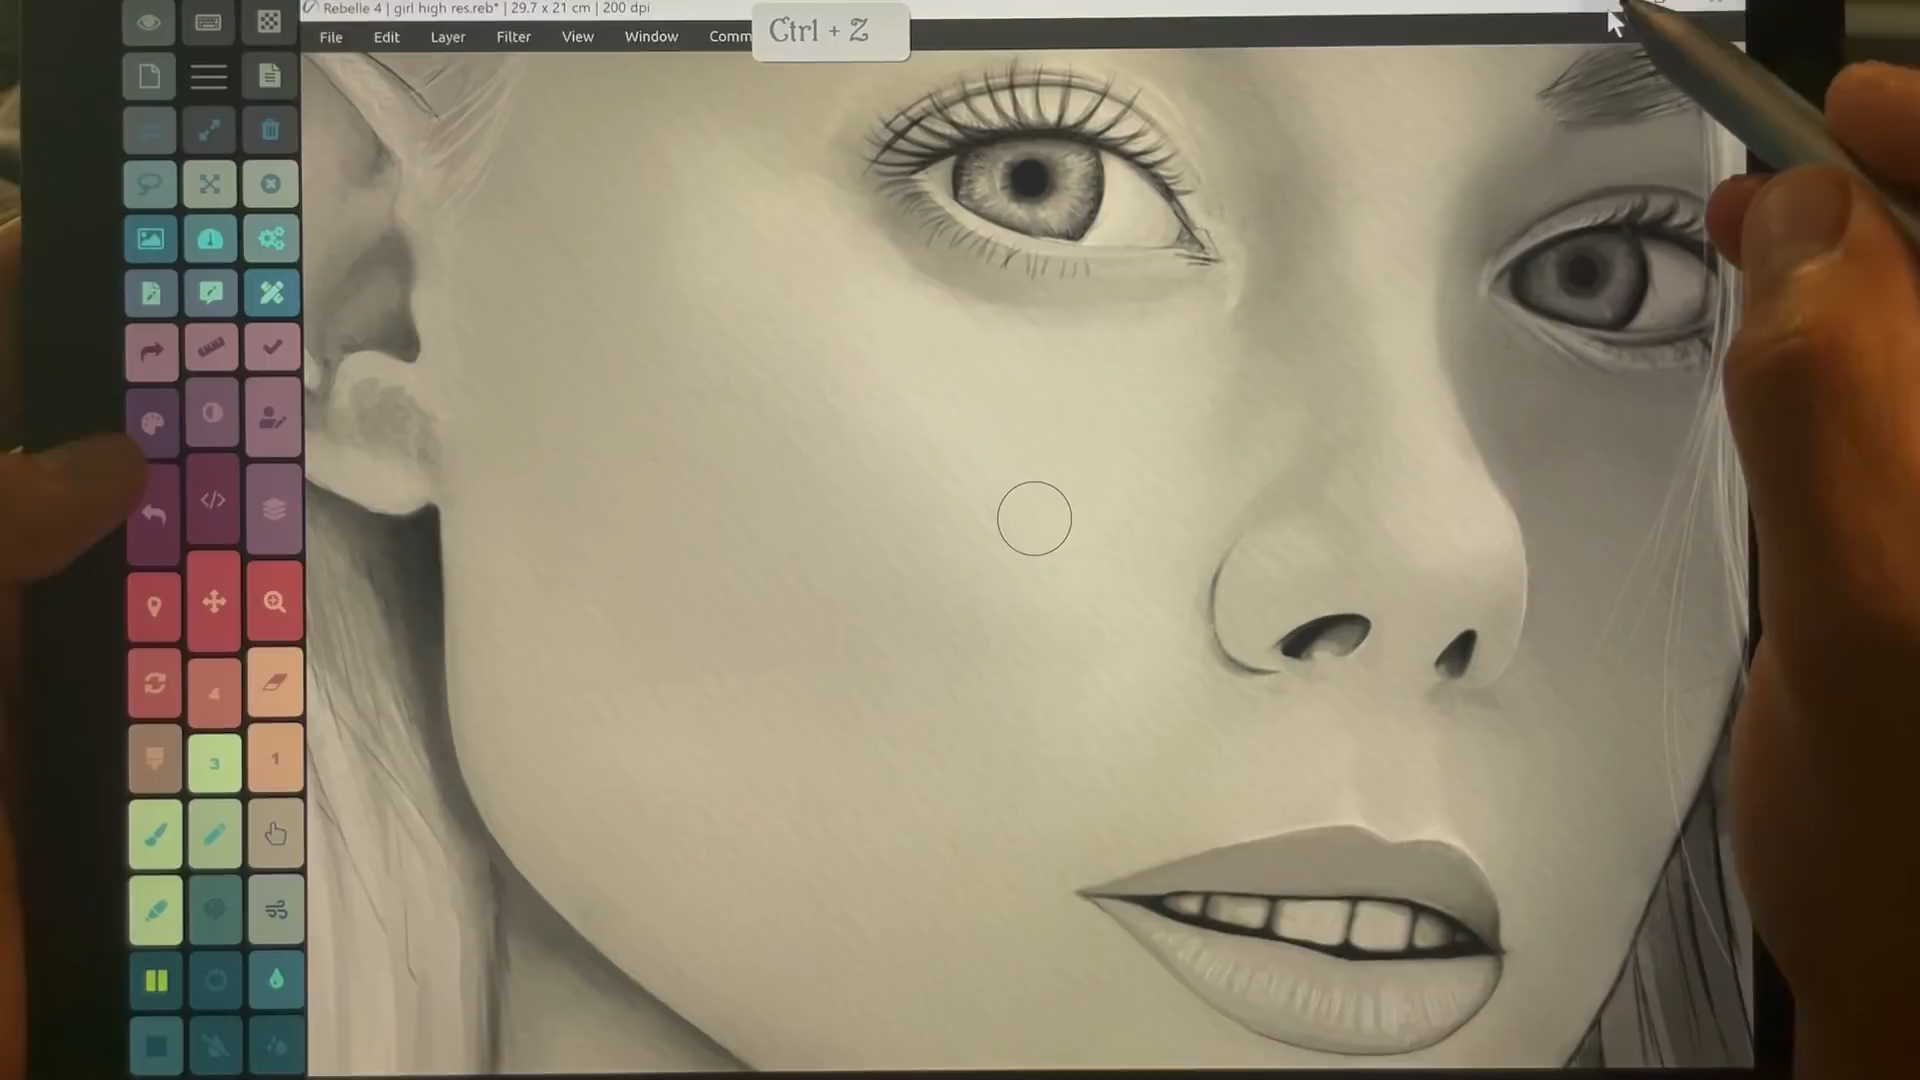 Rebelle 4 | girl high res.reb* | 29.7 x 21 cm | 200 dpi
File Edit Layer Filter View Window Comm
Ctrl + Z
</>
4
3
1